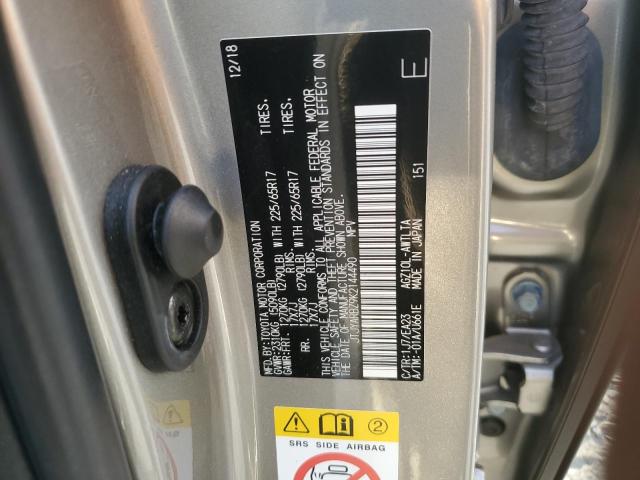 MFD.BY:TOYOTA MOTOR CORPORATION 12/18
GVWR:2310KG (5090LB)
GAWR:FRT. 1270KG (2790LB) WITH 225/65R17 TIRES.
17X7J RIMS.
RR. 1270KG (2790LB) WITH 225/65R17 TIRES.
17X7J RIMS.
THIS VEHICLE CONFORMS TO ALL APPLICABLE FEDERAL MOTOR
VEHICLE SAFETY AND THEFT PREVENTION STANDARDS IN EFFECT ON
THE DATE OF MANUFACTURE SHOWN ABOVE.
MPV
E
C/TR:1J7/EA23 AGZ10L-AWTLTA 151
A/TM:-01A/U661E MADE IN JAPAN
2
SRS SIDE AIRBAG